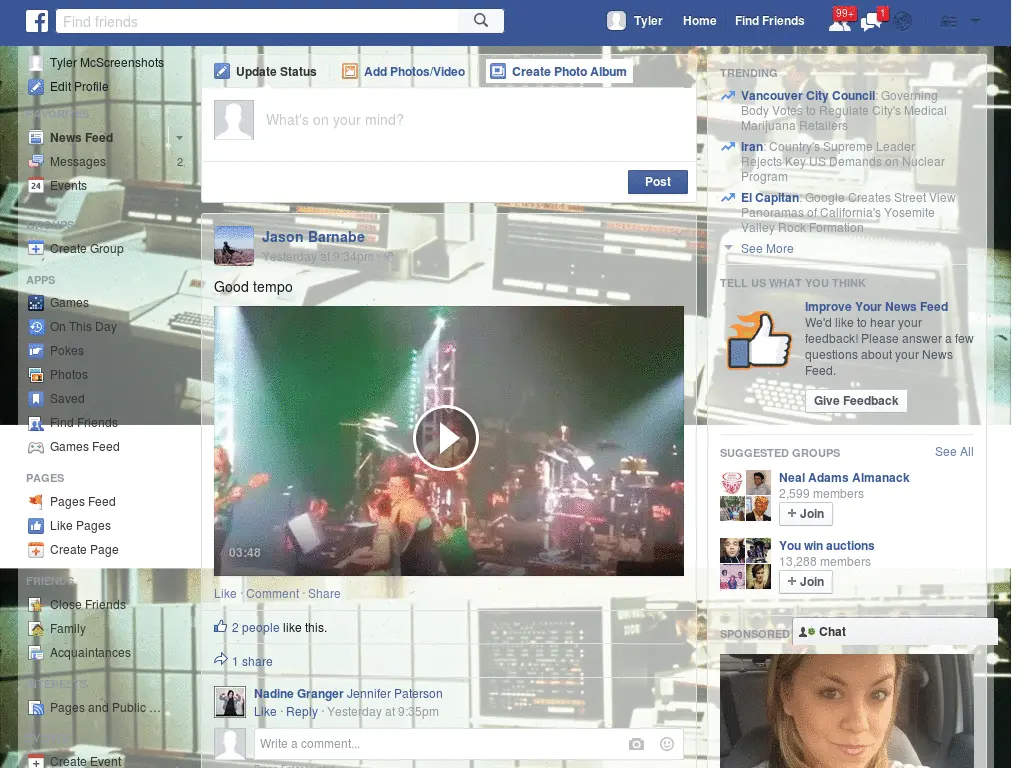 Find friends
Tyler
Home
Find Friends
99+
1
Tyler McScreenshots
Edit Profile
FAVORITES
News Feed
Messages
2
24
Events
GROUPS
Create Group
APPS
Games
On This Day
Pokes
Photos
Saved
Find Friends
Games Feed
PAGES
Pages Feed
Like Pages
Create Page
FRIENDS
Close Friends
Family
Acquaintances
INTERESTS
Pages and Public ...
Create Event
Update Status
Add Photos/Video
Create Photo Album
What's on your mind?
Post
Jason Barnabe
Yesterday at 9:34pm ·
Good tempo
03:48
Like · Comment · Share
2 people like this.
1 share
Nadine Granger Jennifer Paterson
Like · Reply · Yesterday at 9:35pm
Write a comment...
TRENDING
Vancouver City Council: Governing
Body Votes to Regulate City's Medical
Marijuana Retailers
Iran: Country's Supreme Leader
Rejects Key US Demands on Nuclear
Program
El Capitan: Google Creates Street View
Panoramas of California's Yosemite
Valley Rock Formation
See More
TELL US WHAT YOU THINK
Improve Your News Feed
We'd like to hear your
feedback! Please answer a few
questions about your News
Feed.
Give Feedback
SUGGESTED GROUPS
See All
Neal Adams Almanack
2,599 members
+ Join
You win auctions
13,288 members
+ Join
SPONSORED
Chat